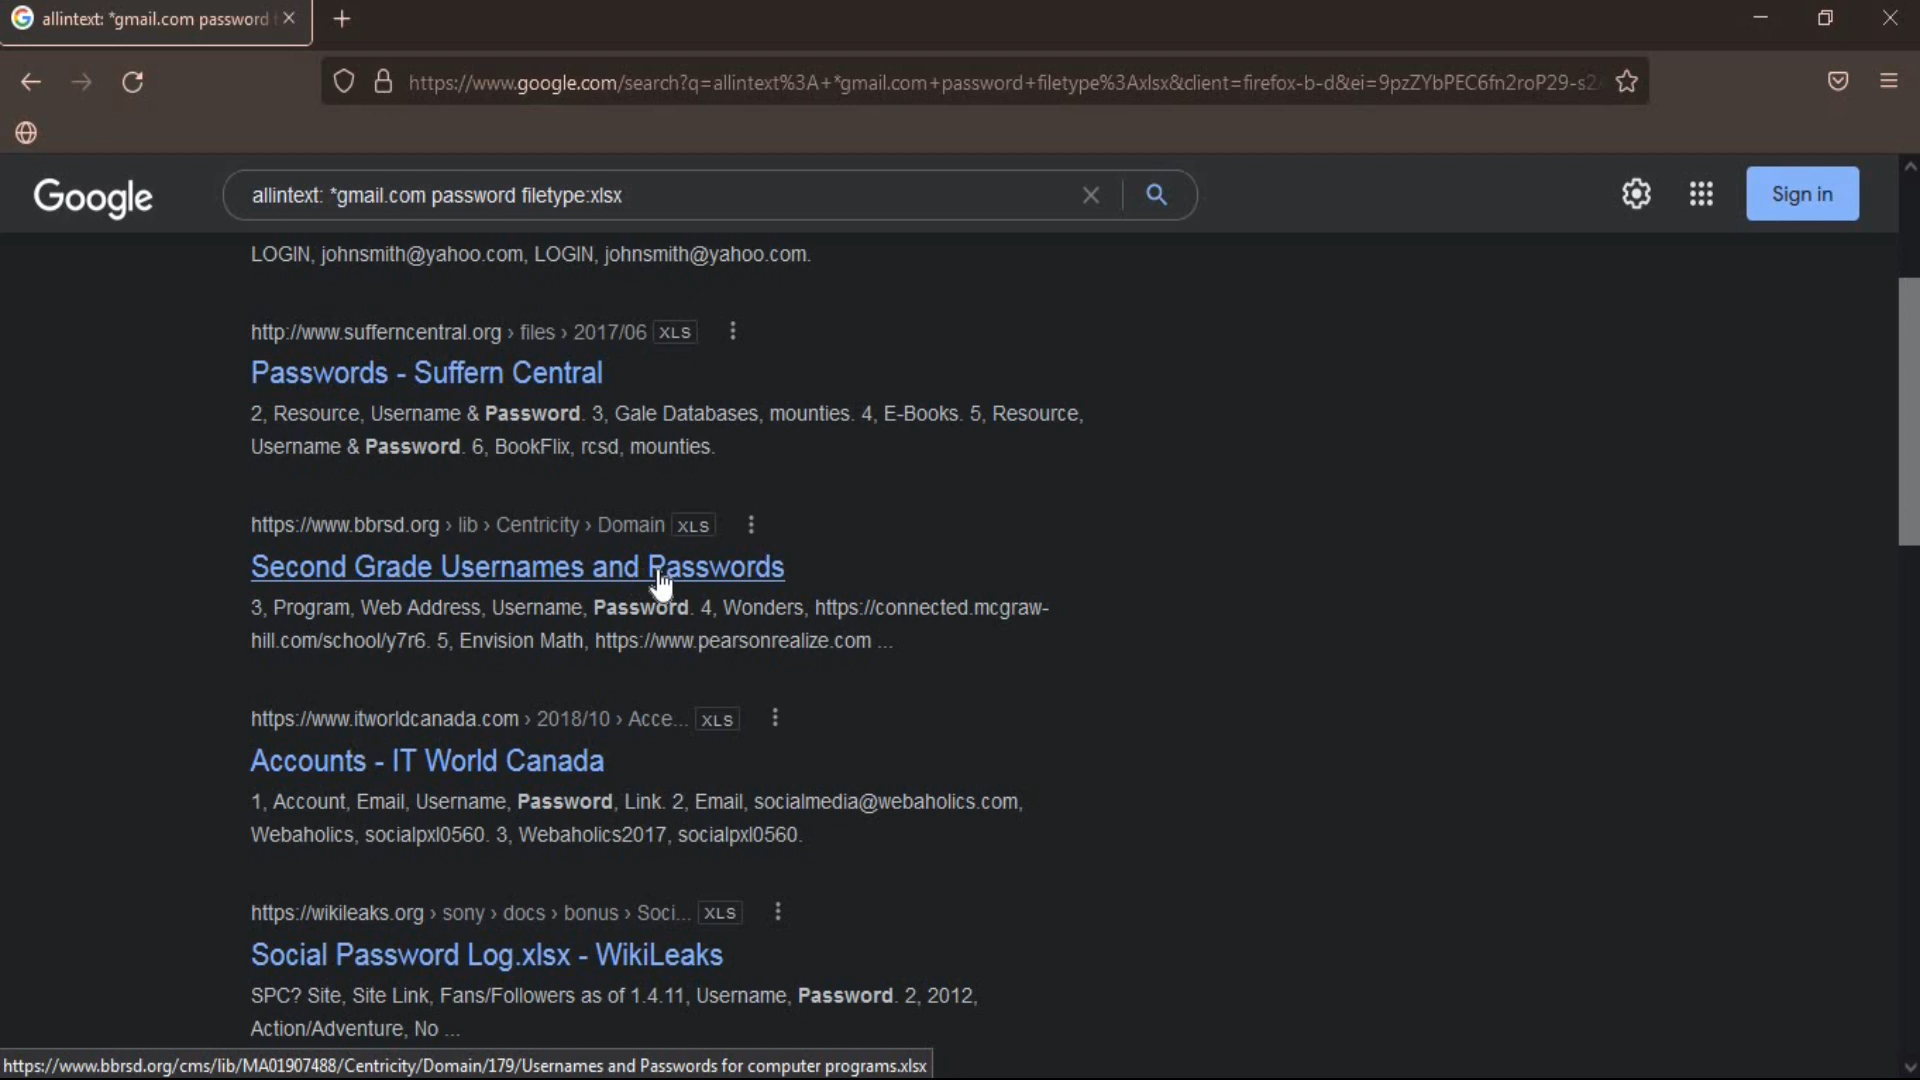 allintext: *gmail.com password
https://www.google.com/search?q=allintext%3A+*gmail.com+password+filetype%3Axlsx&client=firefox-b-d&ei=9pzZYbPEC6fn2roP29-s2
Google
allintext: *gmail.com password filetype:xlsx
Sign in
LOGIN, johnsmith@yahoo.com, LOGIN, johnsmith@yahoo.com.
http://www.sufferncentral.org › files › 2017/06 XLS
Passwords - Suffern Central
2, Resource, Username & Password. 3, Gale Databases, mounties. 4, E-Books. 5, Resource,
Username & Password. 6, BookFlix, rcsd, mounties.
https://www.bbrsd.org › lib › Centricity › Domain XLS
Second Grade Usernames and Passwords
3, Program, Web Address, Username, Password. 4, Wonders, https://connected.mcgraw-
hill.com/school/y7r6. 5, Envision Math, https://www.pearsonrealize.com ...
https://www.itworldcanada.com › 2018/10 › Acce... XLS
Accounts - IT World Canada
1, Account, Email, Username, Password, Link. 2, Email, socialmedia@webaholics.com,
Webaholics, socialpxl0560. 3, Webaholics2017, socialpxl0560.
https://wikileaks.org › sony › docs › bonus › Soci... XLS
Social Password Log.xlsx - WikiLeaks
SPC? Site, Site Link, Fans/Followers as of 1.4.11, Username, Password. 2, 2012,
Action/Adventure, No ...
https://www.bbrsd.org/cms/lib/MA01907488/Centricity/Domain/179/Usernames and Passwords for computer programs.xlsx